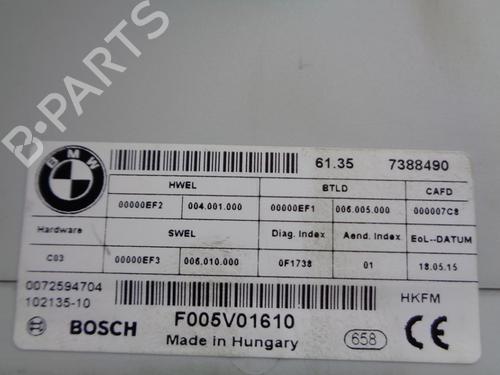 B-PARTS
BMW
61.35 7388490
HWEL BTLD CAFD
00000EF2 004.001.000 00000EF1 006.005.000 000007C8
Hardware SWEL Diag. Index Aend. Index EoL--DATUM
C03 00000EF3 006.010.000 0F1738 01 18.05.15
0072594704
102135-10
HKFM
BOSCH F005V01610 658 CE
Made in Hungary